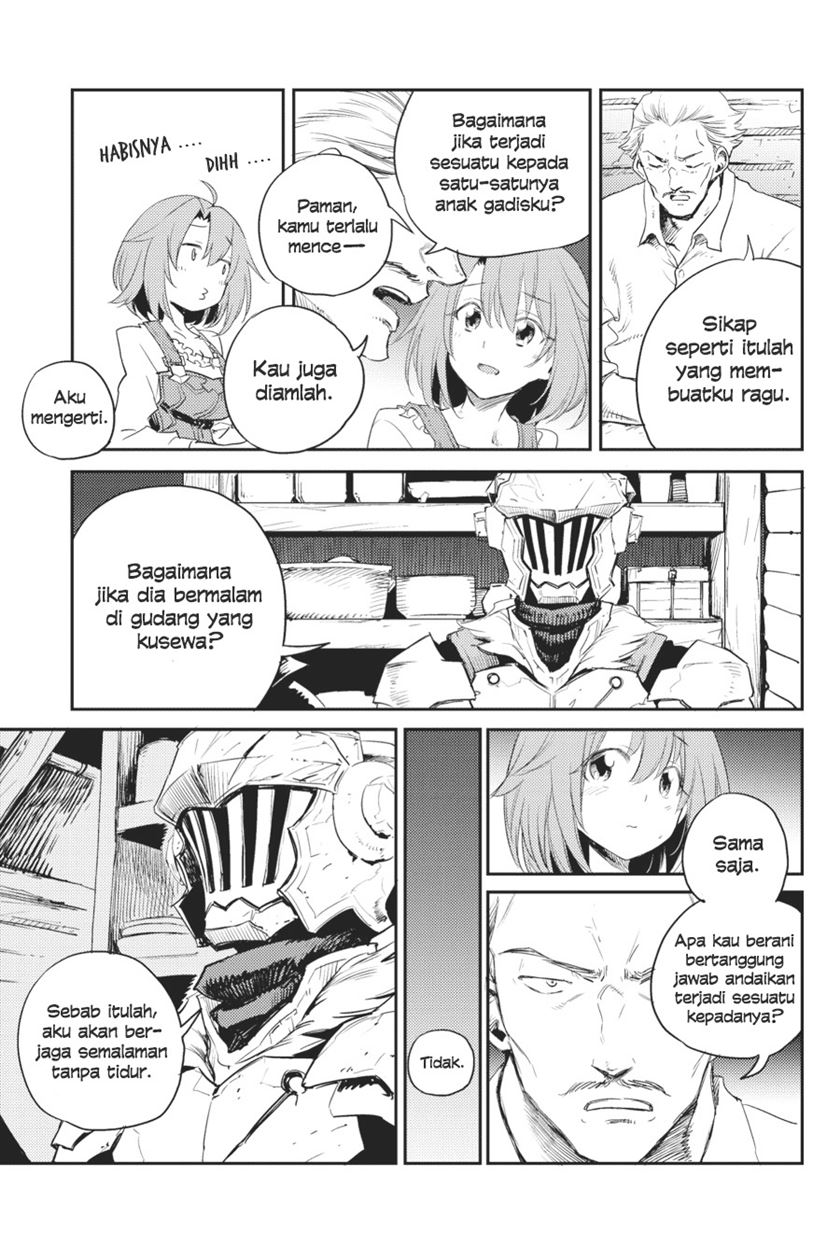 Sikap
seperti itulah
yang mem-
buatku ragu.
Bagaimana
jika terjadi
sesuatu kepada
satu-satunya
anak gadisku?
Paman,
kamu terlalu
mence—
Kau juga
diamlah.
HABISNYA ....
DIHH ....
Aku
mengerti.
Bagaimana
jika dia bermalam
di gudang yang
kusewa?
Sama
saja.
Apa kau berani
bertanggung
jawab andaikan
terjadi sesuatu
kepadanya?
Tidak.
Sebab itulah,
aku akan ber-
jaga semalaman
tanpa tidur.